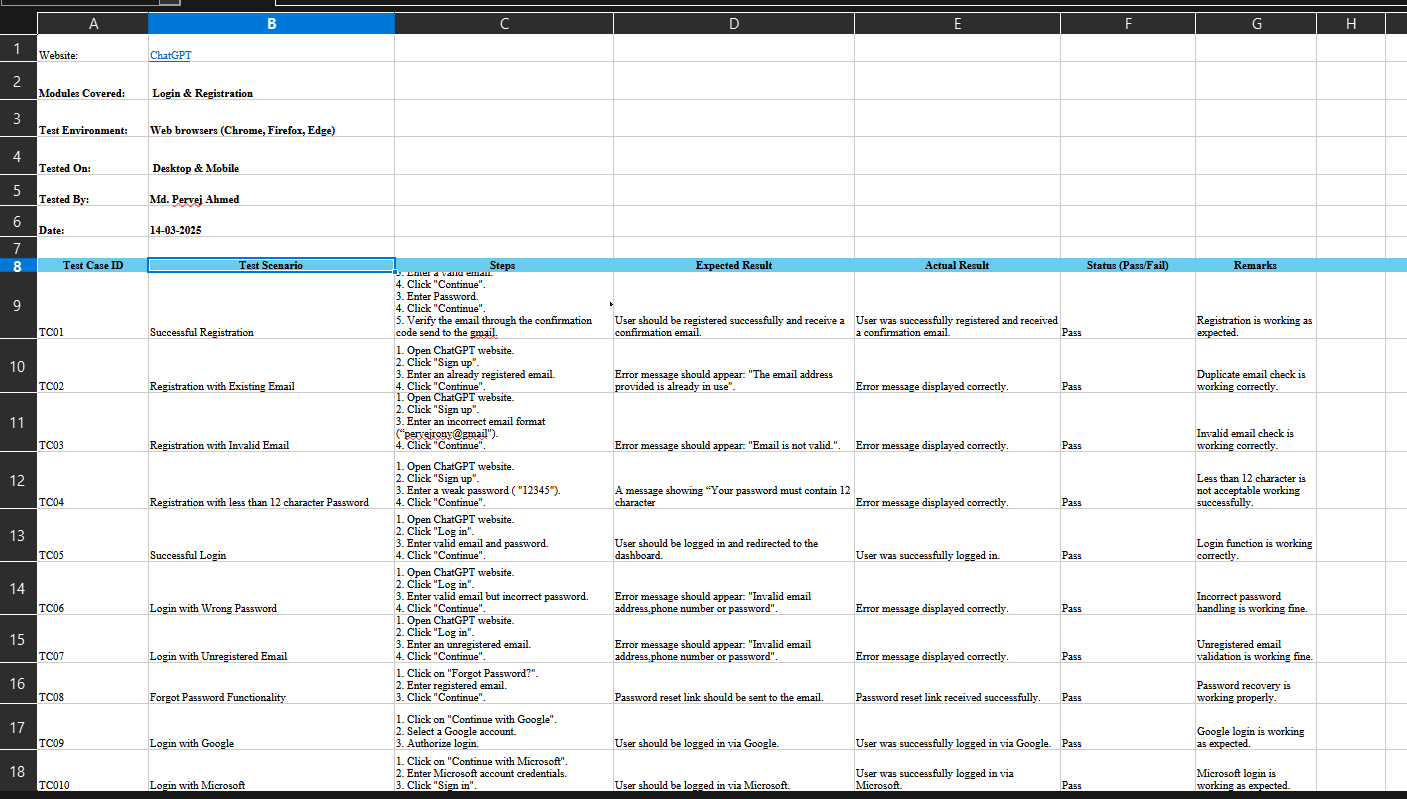 A B C D E F G H
1 Website: ChatGPT
2 Modules Covered: Login & Registration
3 Test Environment: Web browsers (Chrome, Firefox, Edge)
4 Tested On: Desktop & Mobile
5 Tested By: Md. Pervej Ahmed
6 Date: 14-03-2025
7
8 Test Case ID Test Scenario Steps Expected Result Actual Result Status (Pass/Fail) Remarks
9
TC01
Successful Registration
3. Enter a valid email.
4. Click "Continue".
3. Enter Password.
4. Click "Continue".
5. Verify the email through the confirmation
code send to the gmail.
User should be registered successfully and receive a
confirmation email.
User was successfully registered and received
a confirmation email.
Pass
Registration is working as
expected.
10
TC02
Registration with Existing Email
1. Open ChatGPT website.
2. Click "Sign up".
3. Enter an already registered email.
4. Click "Continue".
Error message should appear: "The email address
provided is already in use".
Error message displayed correctly.
Pass
Duplicate email check is
working correctly.
11
TC03
Registration with Invalid Email
1. Open ChatGPT website.
2. Click "Sign up".
3. Enter an incorrect email format
("pervejrony@gmail").
4. Click "Continue".
Error message should appear: "Email is not valid.".
Error message displayed correctly.
Pass
Invalid email check is
working correctly.
12
TC04
Registration with less than 12 character Password
1. Open ChatGPT website.
2. Click "Sign up".
3. Enter a weak password ( "12345").
4. Click "Continue".
A message showing “Your password must contain 12
character
Error message displayed correctly.
Pass
Less than 12 character is
not acceptable working
successfully.
13
TC05
Successful Login
1. Open ChatGPT website.
2. Click "Log in".
3. Enter valid email and password.
4. Click "Continue".
User should be logged in and redirected to the
dashboard.
User was successfully logged in.
Pass
Login function is working
correctly.
14
TC06
Login with Wrong Password
1. Open ChatGPT website.
2. Click "Log in".
3. Enter valid email but incorrect password.
4. Click "Continue".
Error message should appear: "Invalid email
address,phone number or password".
Error message displayed correctly.
Pass
Incorrect password
handling is working fine.
15
TC07
Login with Unregistered Email
1. Open ChatGPT website.
2. Click "Log in".
3. Enter an unregistered email.
4. Click "Continue".
Error message should appear: "Invalid email
address,phone number or password".
Error message displayed correctly.
Pass
Unregistered email
validation is working fine.
16
TC08
Forgot Password Functionality
1. Click on "Forgot Password?".
2. Enter registered email.
3. Click "Continue".
Password reset link should be sent to the email.
Password reset link received successfully.
Pass
Password recovery is
working properly.
17
TC09
Login with Google
1. Click on "Continue with Google".
2. Select a Google account.
3. Authorize login.
User should be logged in via Google.
User was successfully logged in via Google.
Pass
Google login is working
as expected.
18
TC010
Login with Microsoft
1. Click on "Continue with Microsoft".
2. Enter Microsoft account credentials.
3. Click "Sign in".
User should be logged in via Microsoft.
User was successfully logged in via
Microsoft.
Pass
Microsoft login is
working as expected.